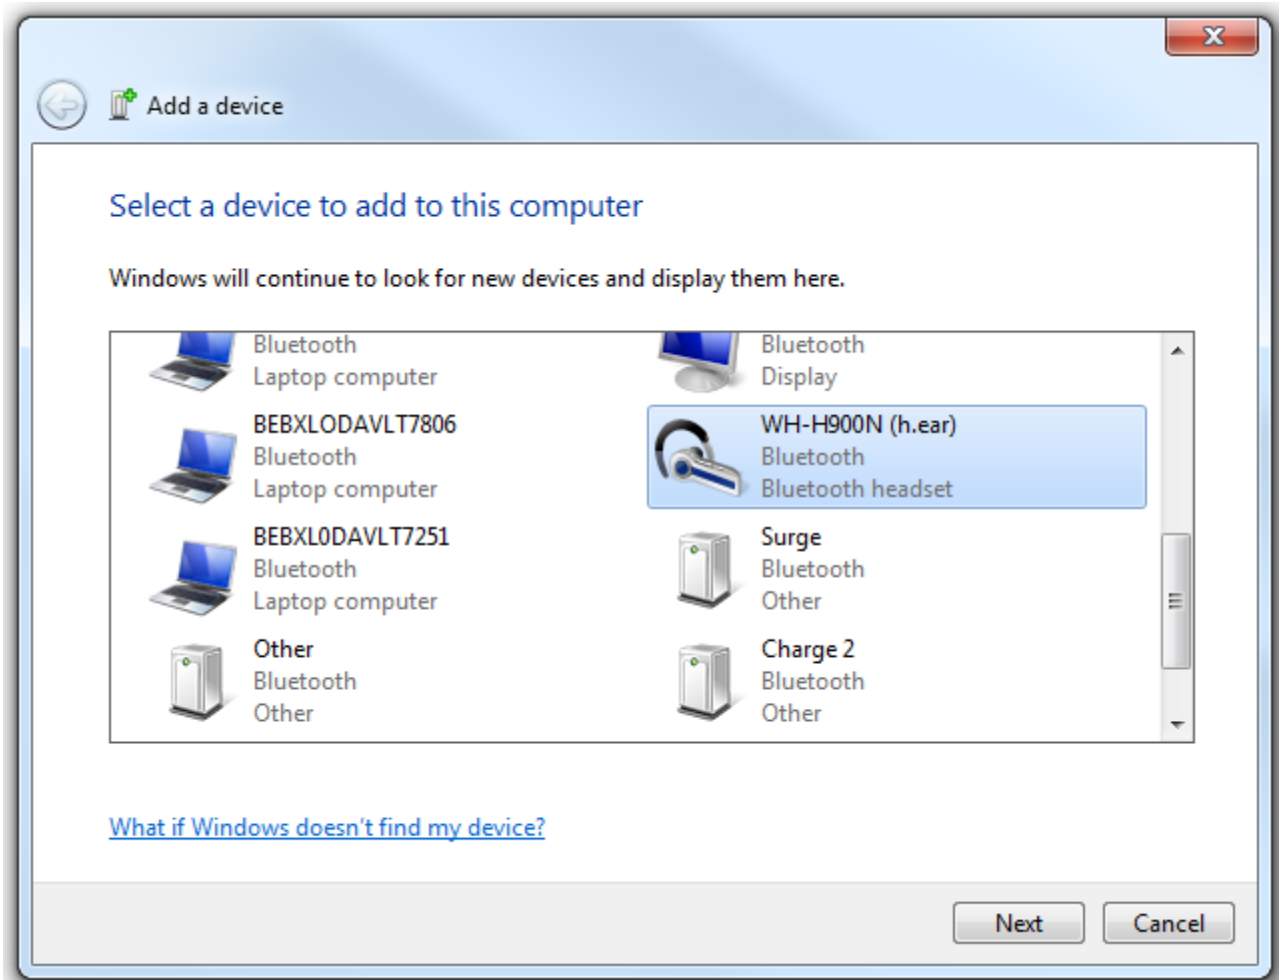 Add a device
Select a device to add to this computer
Windows will continue to look for new devices and display them here.
Bluetooth
Laptop computer
Bluetooth
Display
BEBXLODAVLT7806
Bluetooth
Laptop computer
WH-H900N (h.ear)
Bluetooth
Bluetooth headset
BEBXL0DAVLT7251
Bluetooth
Laptop computer
Surge
Bluetooth
Other
Other
Bluetooth
Other
Charge 2
Bluetooth
Other
What if Windows doesn't find my device?
Next
Cancel